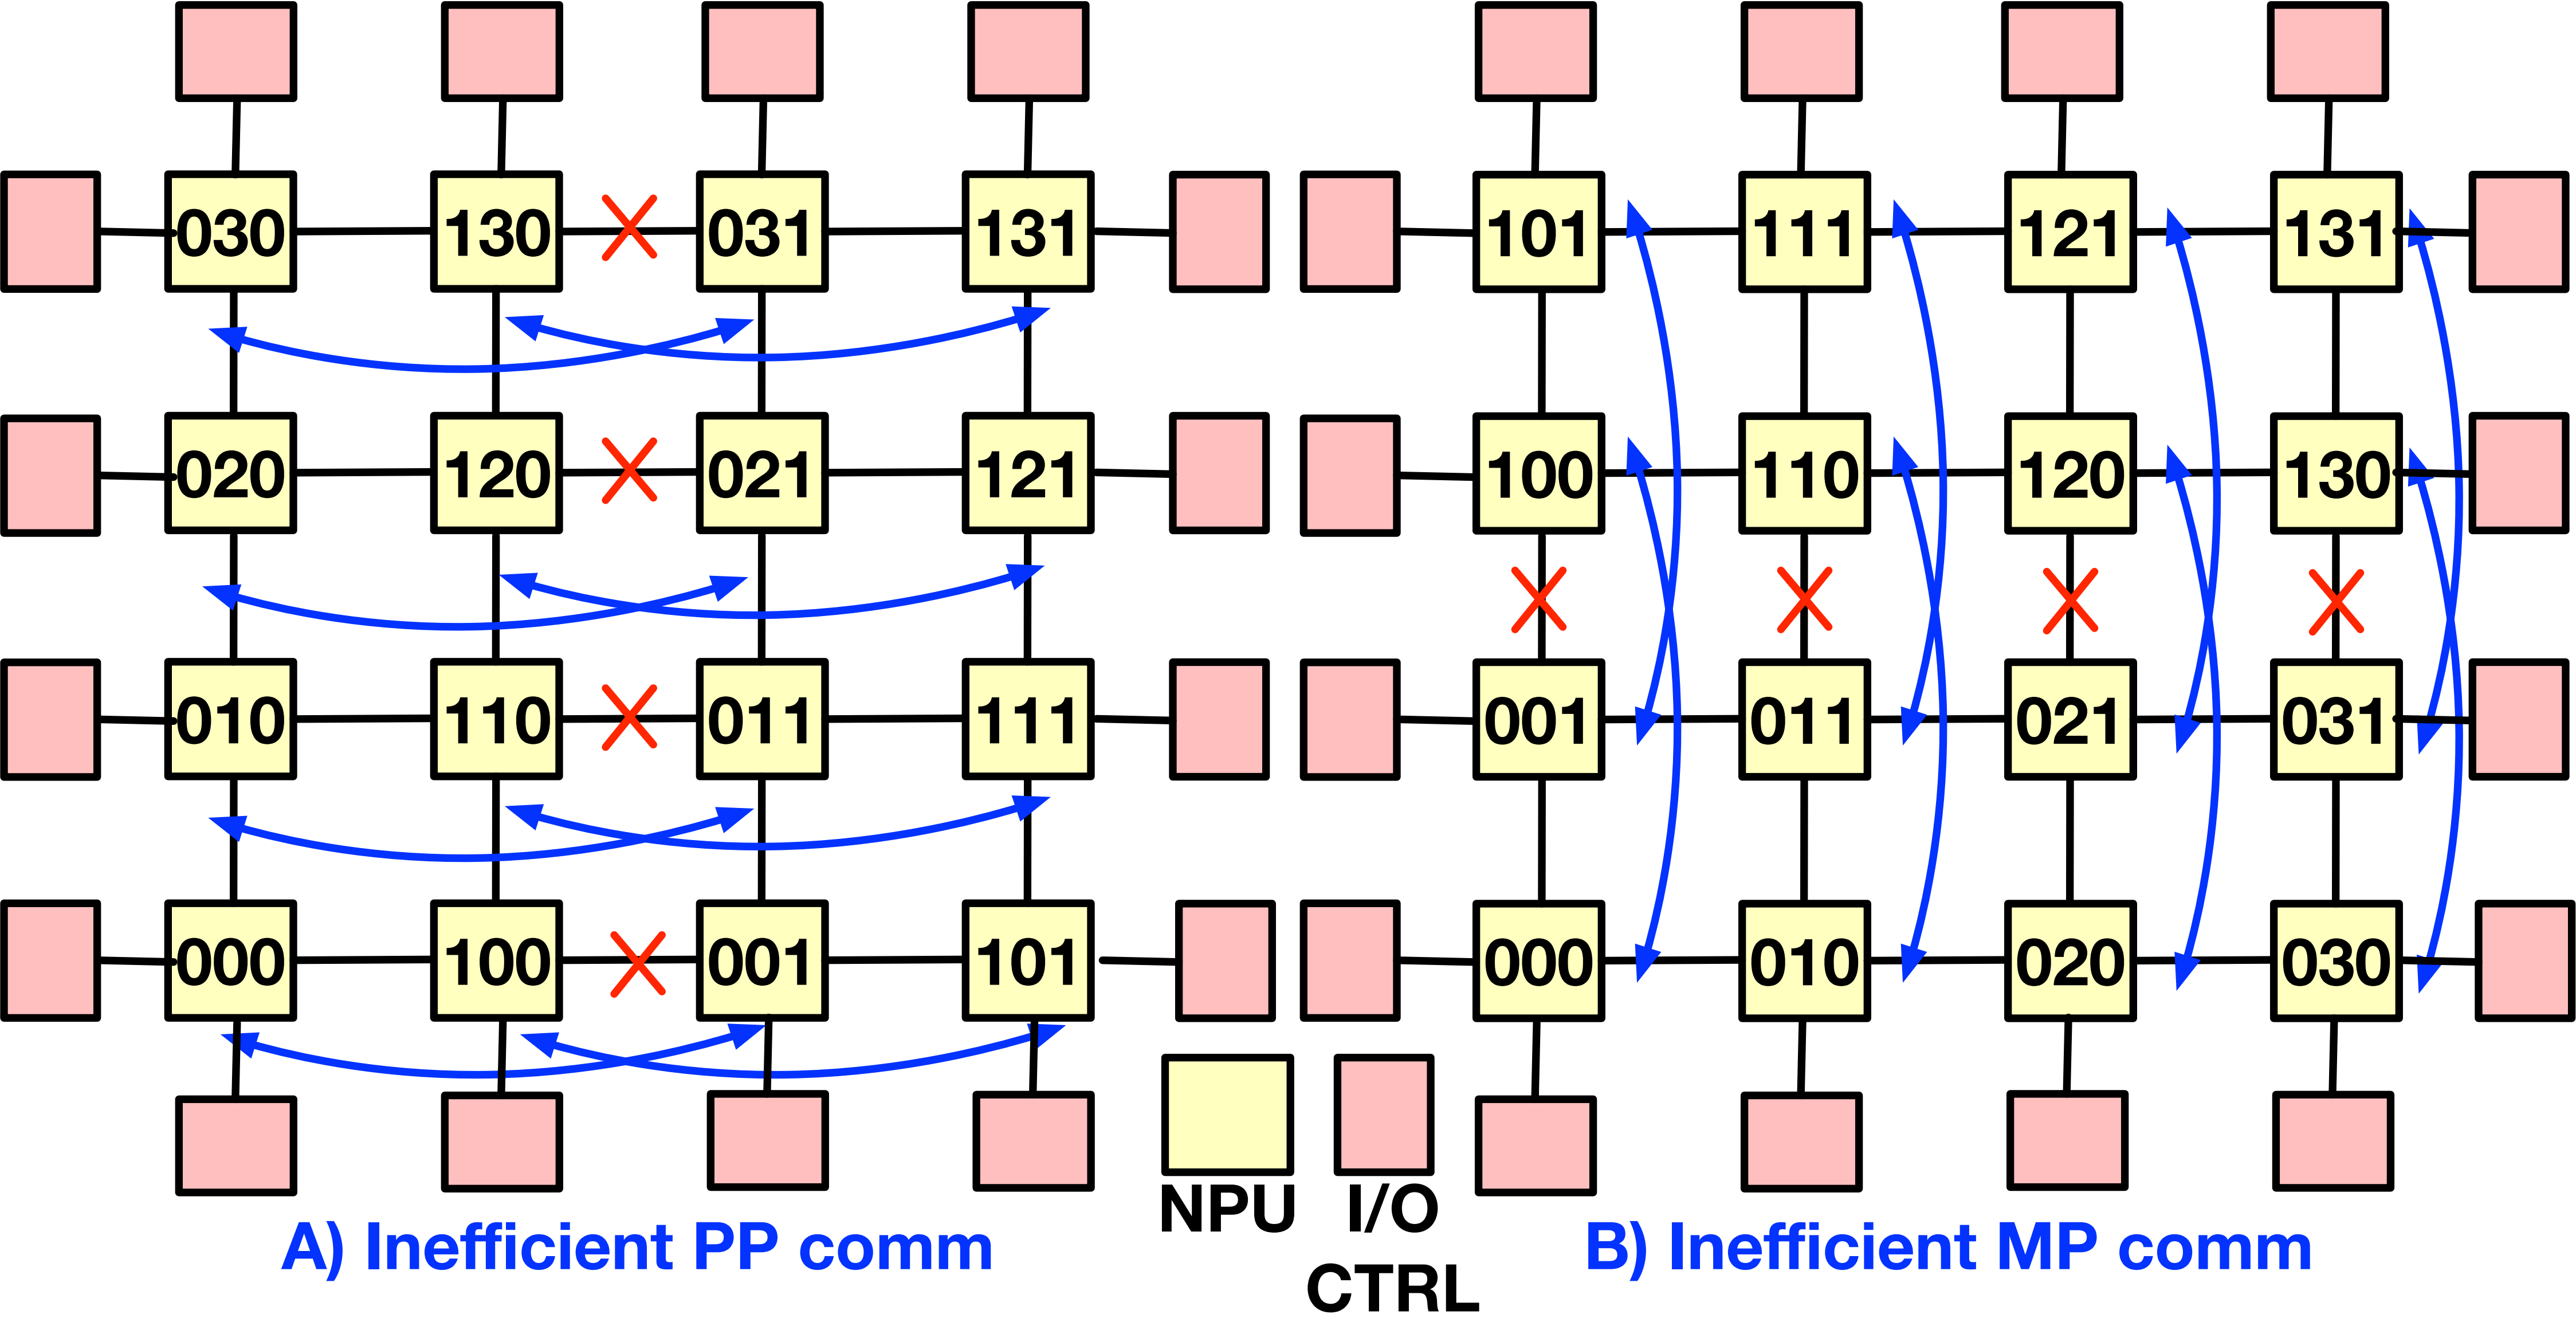 030 130 031 131
020 120 021 121
010 110 011 111
000 100 001 101
A) Inefficient PP comm
101 111 121 131
100 110 120 130
001 011 021 031
000 010 020 030
B) Inefficient MP comm
NPU
I/O
CTRL